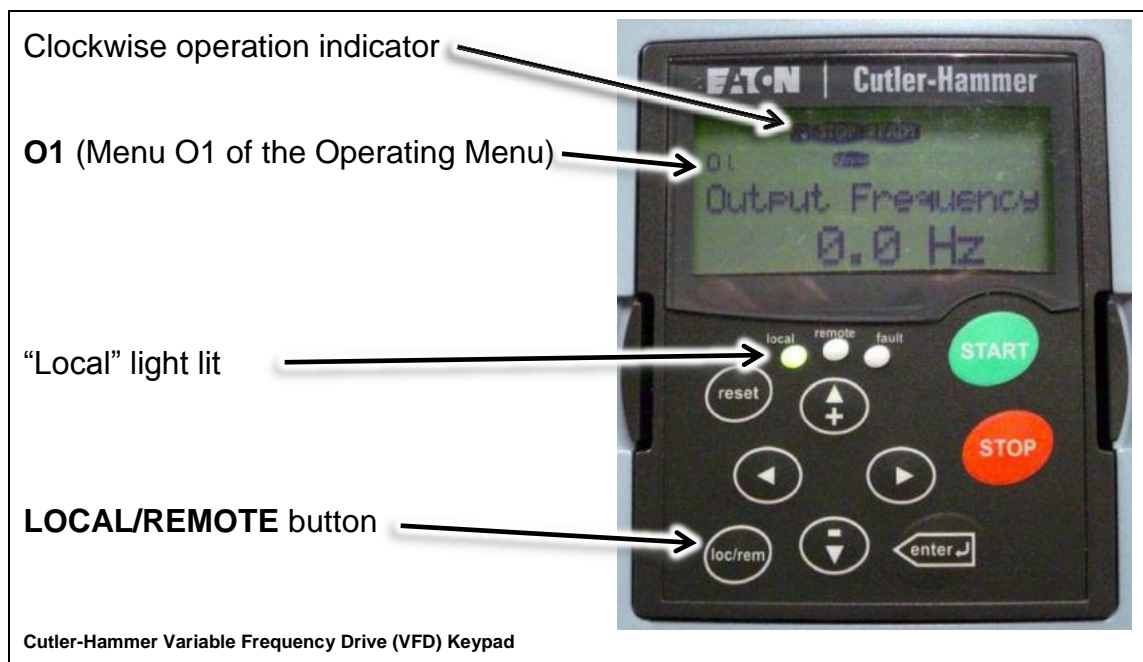 Clockwise operation indicator
EATON | Cutler-Hammer
STOP READY
O1 (Menu O1 of the Operating Menu)
O1
Output Frequency
0.0 Hz
“Local” light lit
local remote fault
START
reset
+
STOP
LOCAL/REMOTE button
loc/rem
-
enter
Cutler-Hammer Variable Frequency Drive (VFD) Keypad